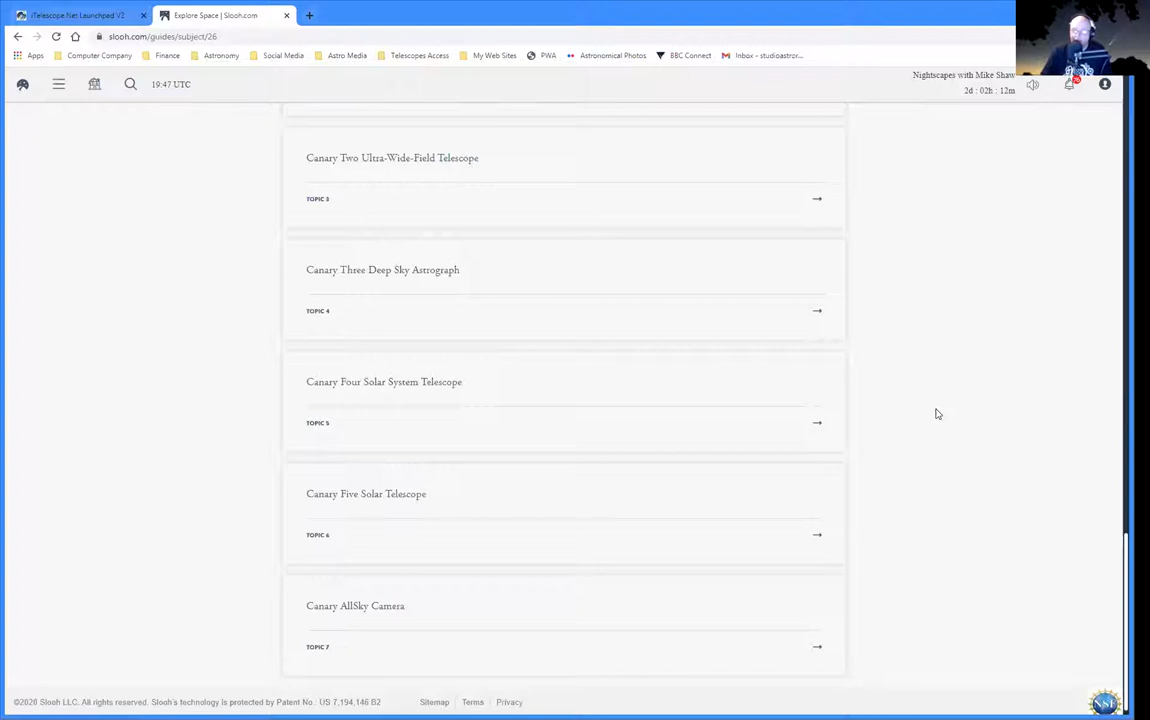 iTelescope.Net Launchpad V2
Explore Space | Slooh.com
slooh.com/guides/subject/26
Apps Computer Company Finance Astronomy Social Media Astro Media Telescopes Access My Web Sites PWA Astronomical Photos BBC Connect Inbox – studioastror...
19:47 UTC
Nightscapes with Mike Shaw
2d : 02h : 12m
Canary Two Ultra-Wide-Field Telescope
TOPIC 3
Canary Three Deep Sky Astrograph
TOPIC 4
Canary Four Solar System Telescope
TOPIC 5
Canary Five Solar Telescope
TOPIC 6
Canary AllSky Camera
TOPIC 7
©2020 Slooh LLC. All rights reserved. Slooh's technology is protected by Patent No.: US 7,194,146 B2 Sitemap Terms Privacy
NSF